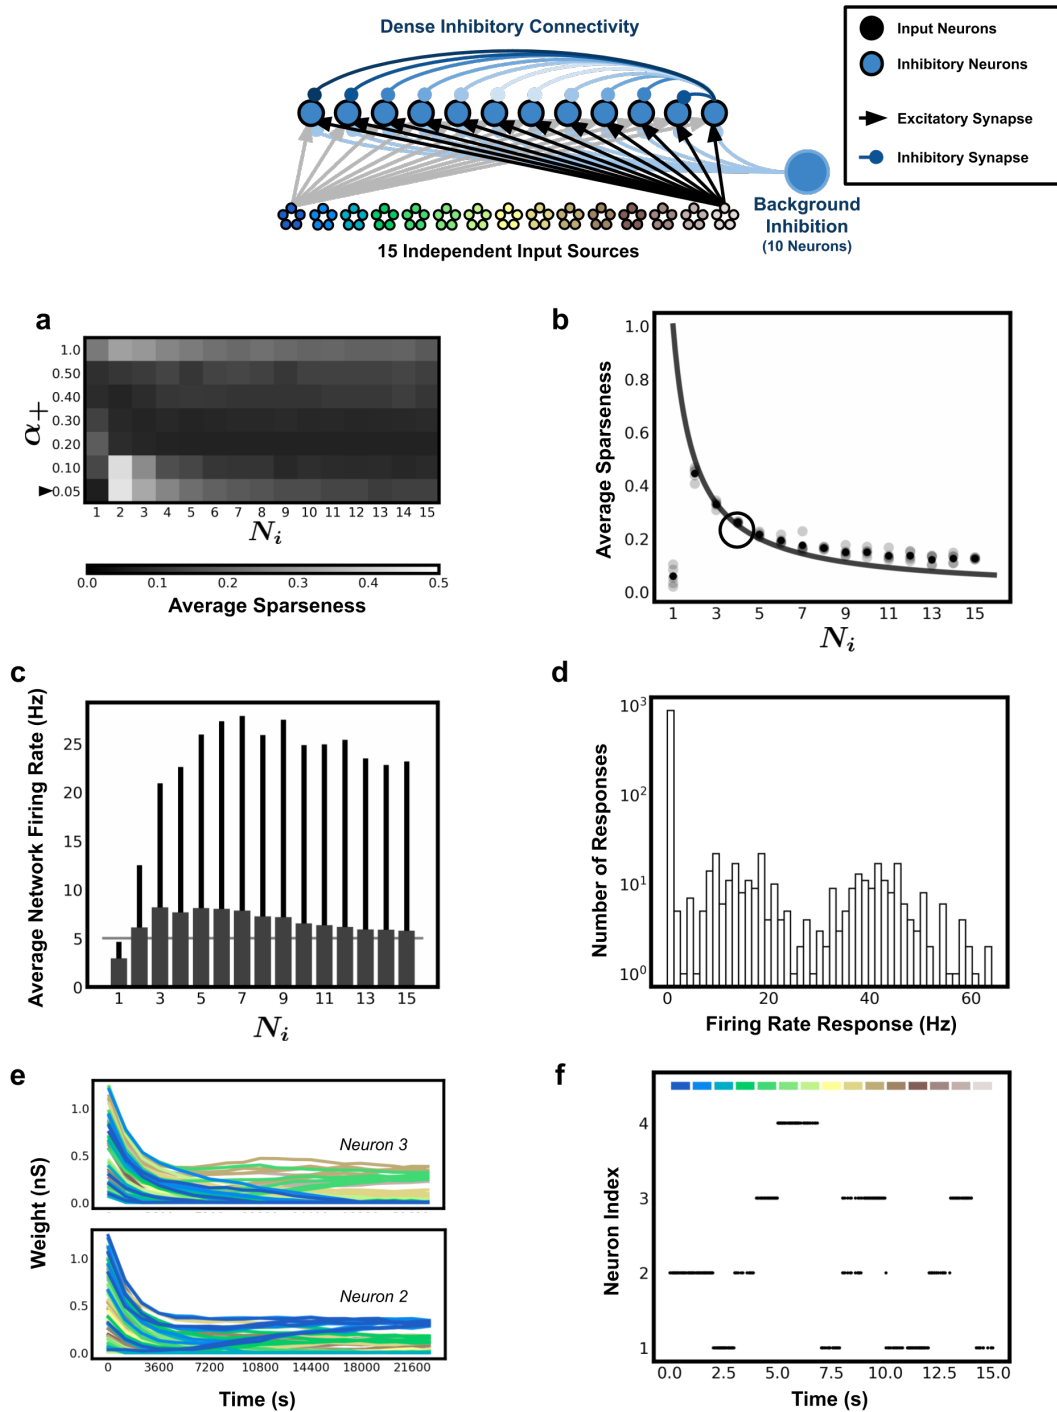 Dense Inhibitory Connectivity
Input Neurons
Inhibitory Neurons
Excitatory Synapse
Inhibitory Synapse
Background
Inhibition
(10 Neurons)
15 Independent Input Sources
a
α+
1.0
0.50
0.40
0.30
0.20
0.10
0.05
1 2 3 4 5 6 7 8 9 10 11 12 13 14 15
Ni
0.0 0.1 0.2 0.3 0.4 0.5
Average Sparseness
b
Average Sparseness
1.0
0.8
0.6
0.4
0.2
0.0
1 3 5 7 9 11 13 15
Ni
c
Average Network Firing Rate (Hz)
25
20
15
10
5
0
1 3 5 7 9 11 13 15
Ni
d
Number of Responses
10^3
10^2
10^1
10^0
0 20 40 60
Firing Rate Response (Hz)
e
Weight (nS)
1.0
0.5
0.0
Neuron 3
1.0
0.5
0.0
Neuron 2
0 3600 7200 10800 14400 18000 21600
Time (s)
f
Neuron Index
4
3
2
1
0.0 2.5 5.0 7.5 10.0 12.5 15.0
Time (s)